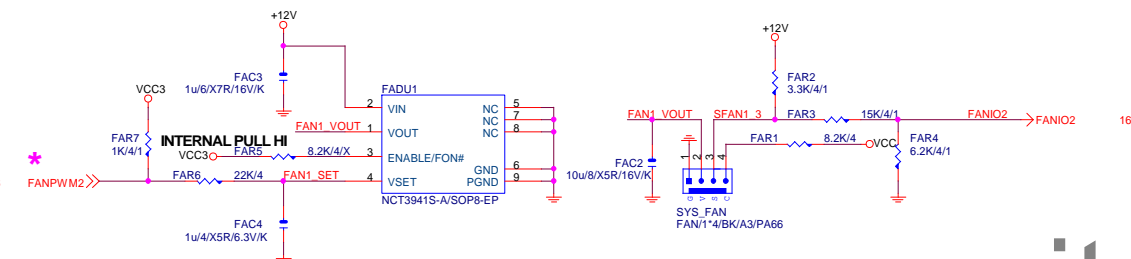 +12V
+12V
FAC3
1u/6/X7R/16V/K
FADU1
FAR2
3.3K/4/1
VCC3
2
VIN
NC
5
NC
7
NC
8
FAN1_VOUT
1
VOUT
FAN1_VOUT
SFAN1_3
FAR3
15K/4/1
FANIO2
FANIO2
16
FAR7
1K/4/1
INTERNAL PULL HI
VCC3
FAR5
8.2K/4/X
3
ENABLE/FON#
FAR1
8.2K/4
VCC
FAR4
6.2K/4/1
*
FANPWM2
FAR6
22K/4
FAN1_SET
4
VSET
GND
6
PGND
9
NCT3941S-A/SOP8-EP
FAC2
10u/8/X5R/16V/K
1
2
3
4
G
V
S
C
SYS_FAN
FAN/1*4/BK/A3/PA66
FAC4
1u/4/X5R/6.3V/K